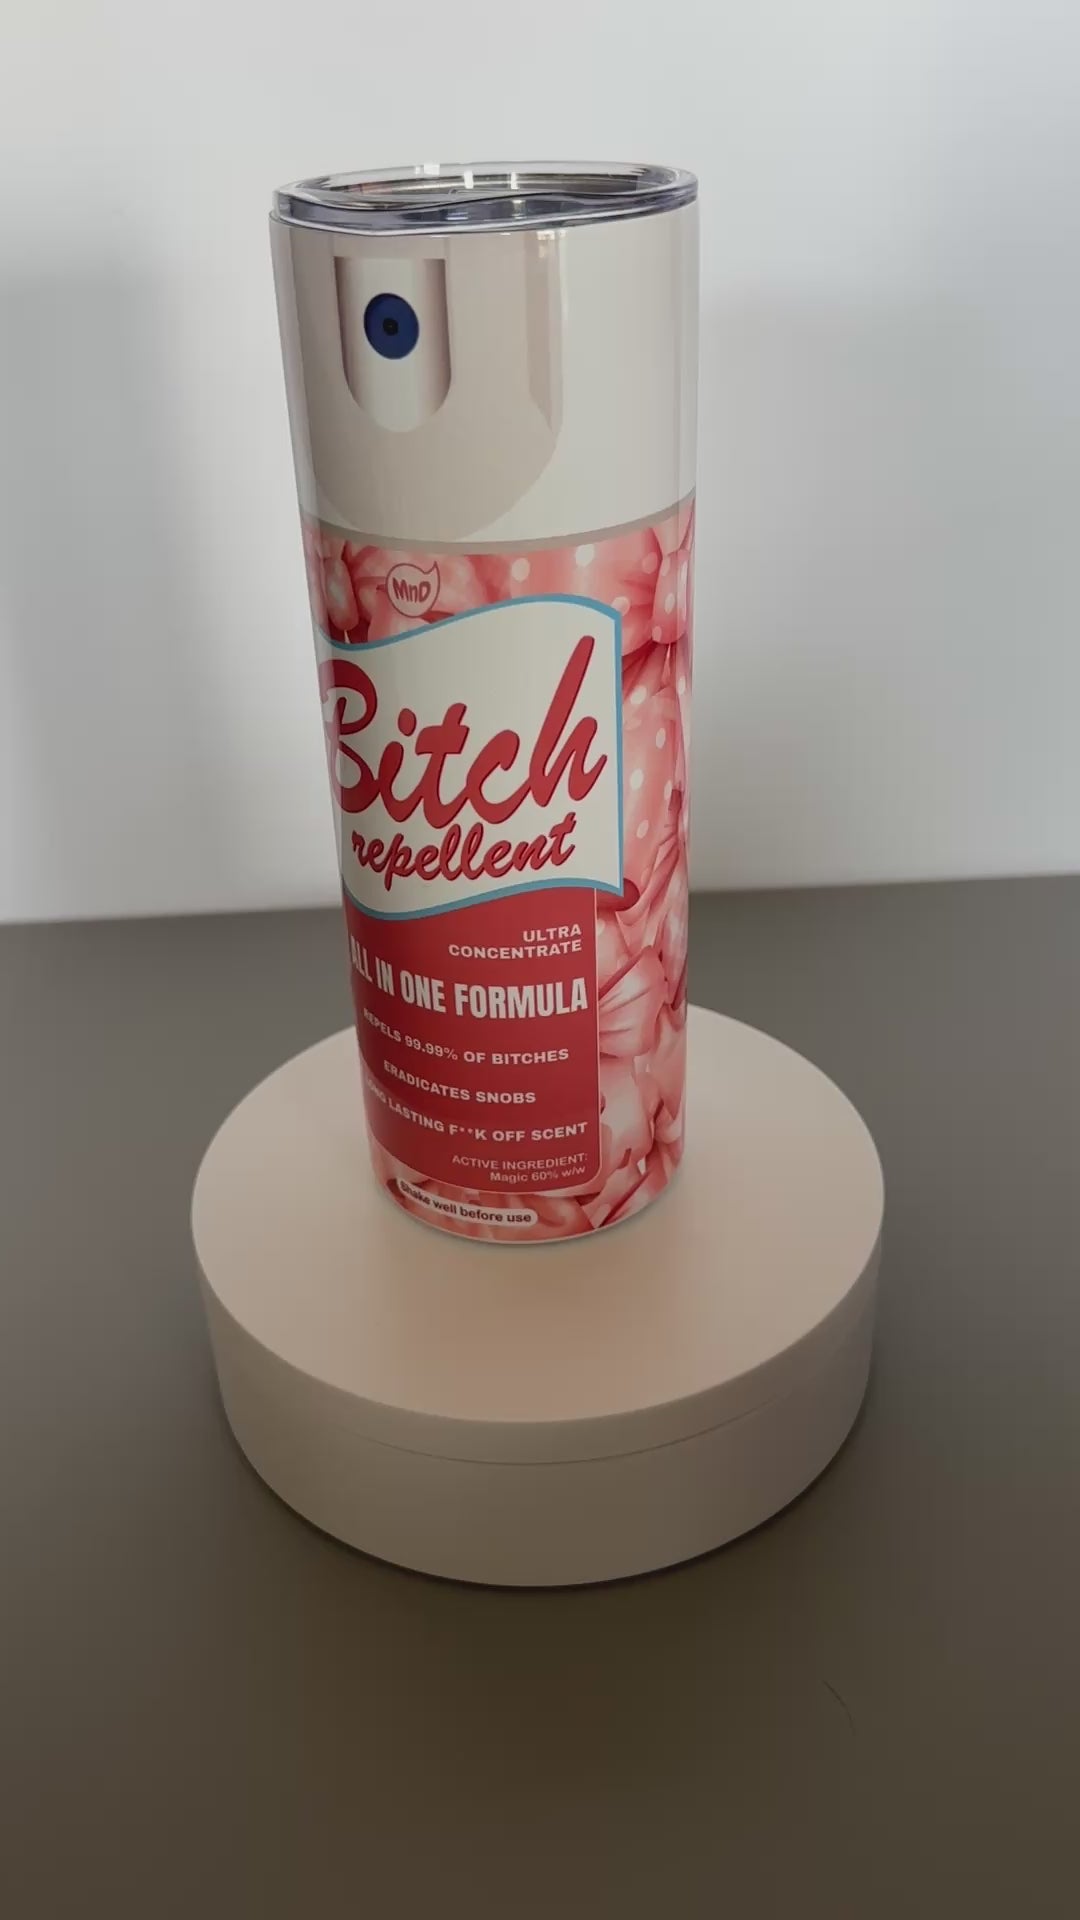 MnD
Bitch
repellent
ULTRA
CONCENTRATE
ALL IN ONE FORMULA
REPELS 99.99% OF BITCHES
ERADICATES SNOBS
LONG LASTING F**K OFF SCENT
ACTIVE INGREDIENT:
Magic 60% w/w
Shake well before use